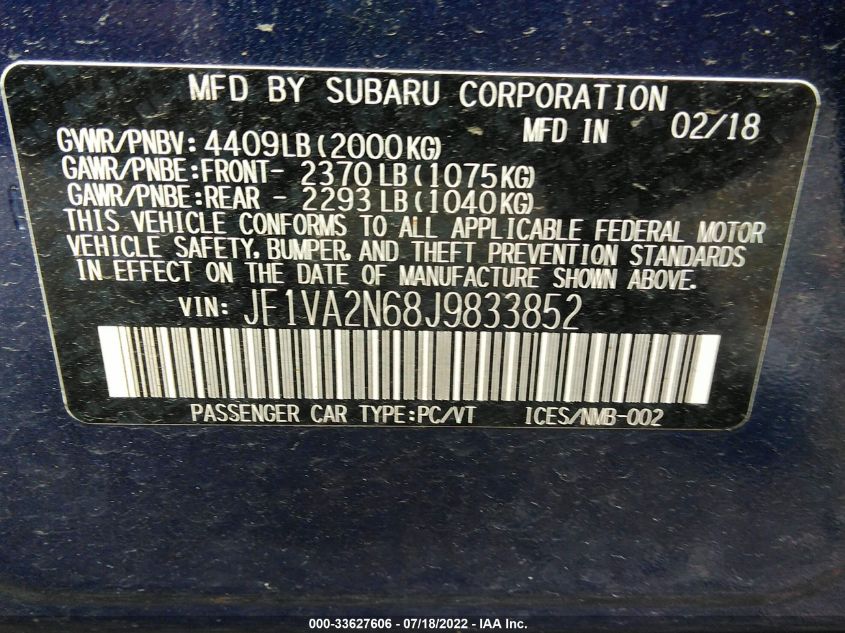 MFD BY SUBARU CORPORATION
MFD IN 02/18
GVWR/PNBV: 4409LB(2000KG)
GAWR/PNBE:FRONT- 2370LB(1075KG)
GAWR/PNBE:REAR - 2293LB(1040KG)
THIS VEHICLE CONFORMS TO ALL APPLICABLE FEDERAL MOTOR
VEHICLE SAFETY, BUMPER, AND THEFT PREVENTION STANDARDS
IN EFFECT ON THE DATE OF MANUFACTURE SHOWN ABOVE.
VIN: JF1VA2N68J9833852
PASSENGER CAR TYPE:PC/VT ICES/NMB-002
000-33627606 - 07/18/2022 - IAA Inc.